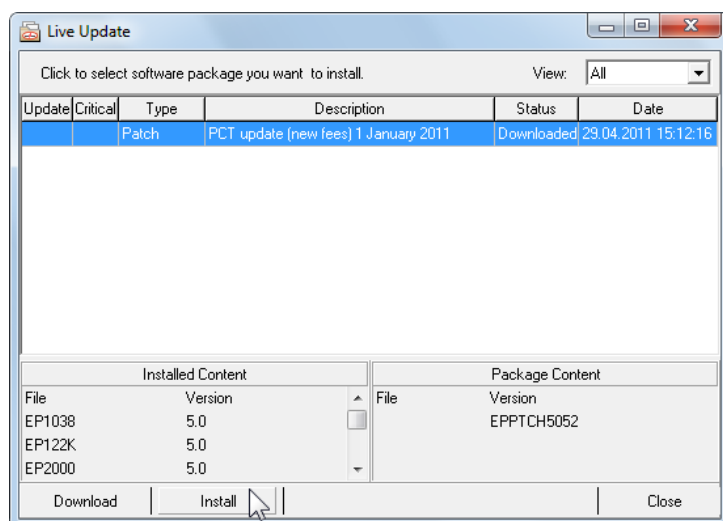 Live Update
Click to select software package you want to install. View: All
Update Critical Type Description Status Date
Patch PCT update (new fees) 1 January 2011 Downloaded 29.04.2011 15:12:16
Installed Content Package Content
File Version File Version
EP1038 5.0 EPPTCH5052
EP122K 5.0
EP2000 5.0
Download Install Close